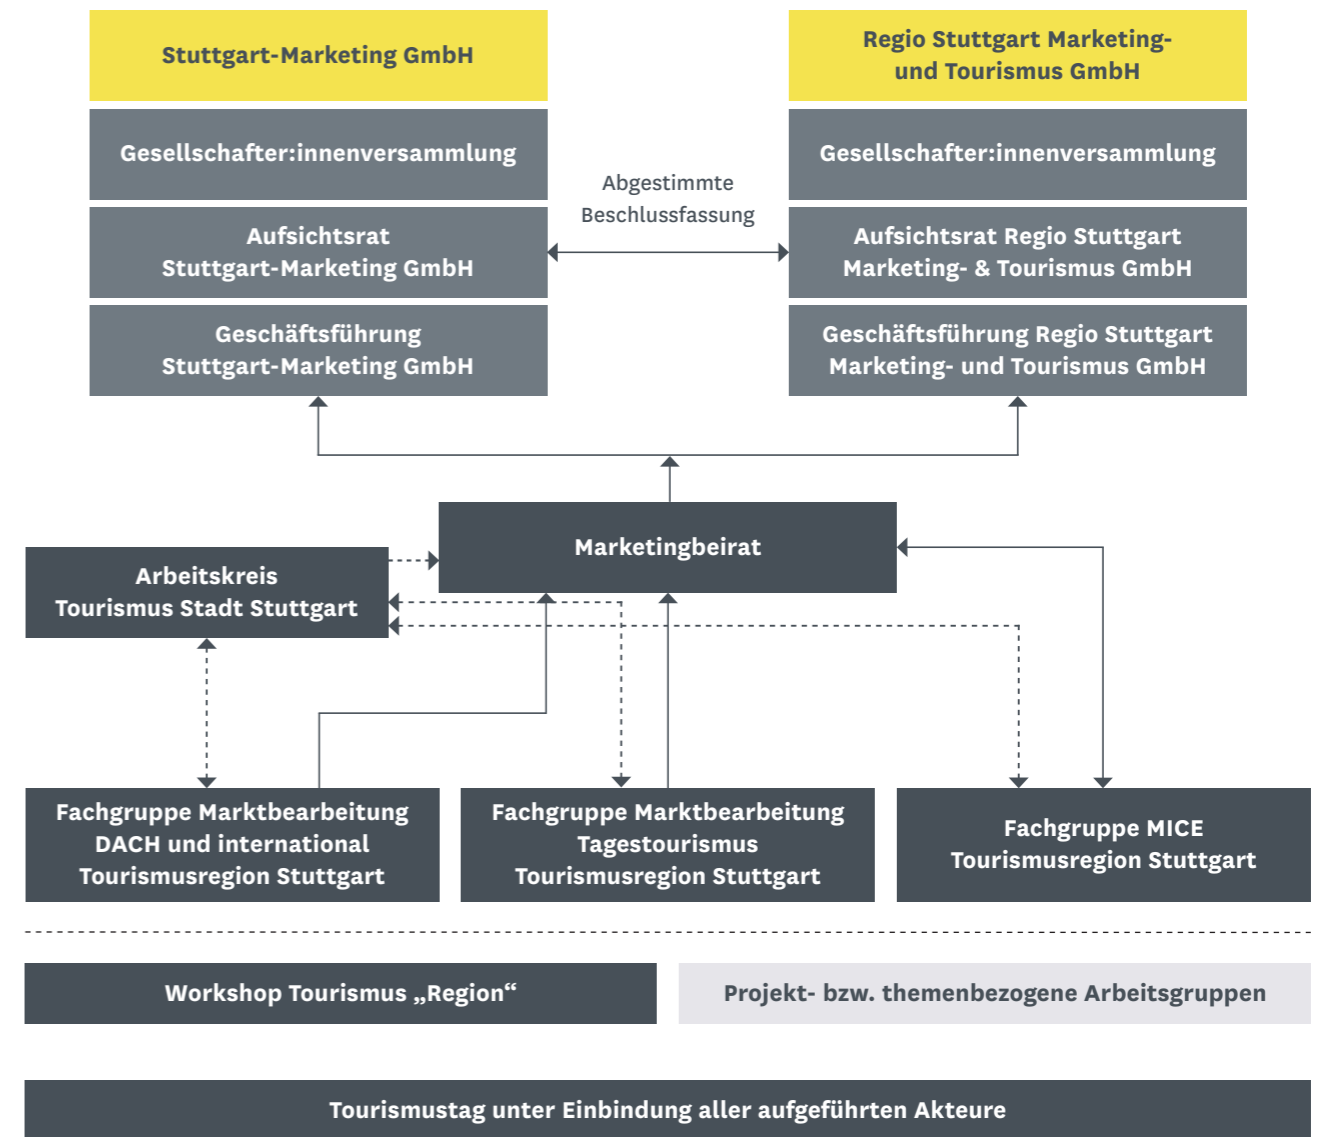 Stuttgart-Marketing GmbH
Regio Stuttgart Marketing-
und Tourismus GmbH
Gesellschafter:innenversammlung
Gesellschafter:innenversammlung
Abgestimmte
Beschlussfassung
Aufsichtsrat
Stuttgart-Marketing GmbH
Aufsichtsrat Regio Stuttgart
Marketing- & Tourismus GmbH
Geschäftsführung
Stuttgart-Marketing GmbH
Geschäftsführung Regio Stuttgart
Marketing- und Tourismus GmbH
Marketingbeirat
Arbeitskreis
Tourismus Stadt Stuttgart
Fachgruppe Marktbearbeitung
DACH und international
Tourismusregion Stuttgart
Fachgruppe Marktbearbeitung
Tagestourismus
Tourismusregion Stuttgart
Fachgruppe MICE
Tourismusregion Stuttgart
Workshop Tourismus „Region“
Projekt- bzw. themenbezogene Arbeitsgruppen
Tourismustag unter Einbindung aller aufgeführten Akteure